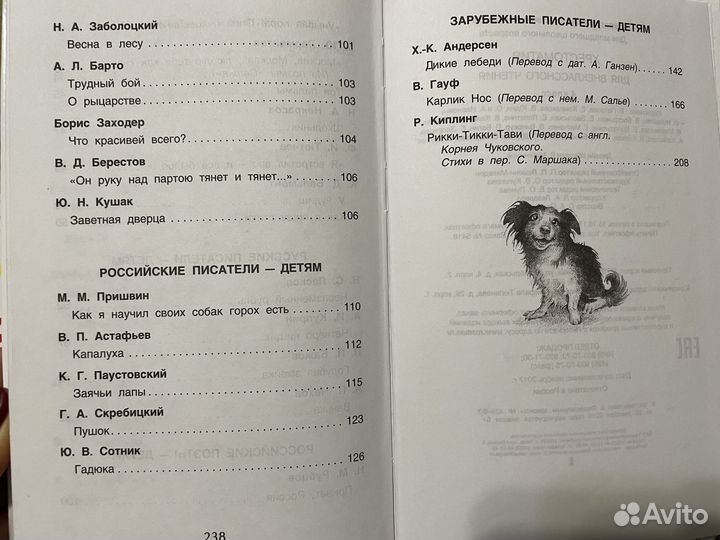 Н. А. Заболоцкий
Весна в лесу 101
А. Л. Барто
Трудный бой 103
О рыцарстве 103
Борис Заходер
Что красивей всего? 104
В. Д. Берестов
«Он руку над партою тянет и тянет...» 106
Ю. Н. Кушак
Заветная дверца 106
РОССИЙСКИЕ ПИСАТЕЛИ — ДЕТЯМ
М. М. Пришвин
Как я научил своих собак горох есть 110
В. П. Астафьев
Капалуха 112
К. Г. Паустовский
Заячьи лапы 115
Г. А. Скребицкий
Пушок 123
Ю. В. Сотник
Гадюка 126
238
ЗАРУБЕЖНЫЕ ПИСАТЕЛИ — ДЕТЯМ
Х.-К. Андерсен
Дикие лебеди (Перевод с дат. А. Ганзен) 142
В. Гауф
Карлик Нос (Перевод с нем. М. Салье) 166
Р. Киплинг
Рикки-Тикки-Тави (Перевод с англ.
Корнея Чуковского.
Стихи в пер. С. Маршака) 208
Avito